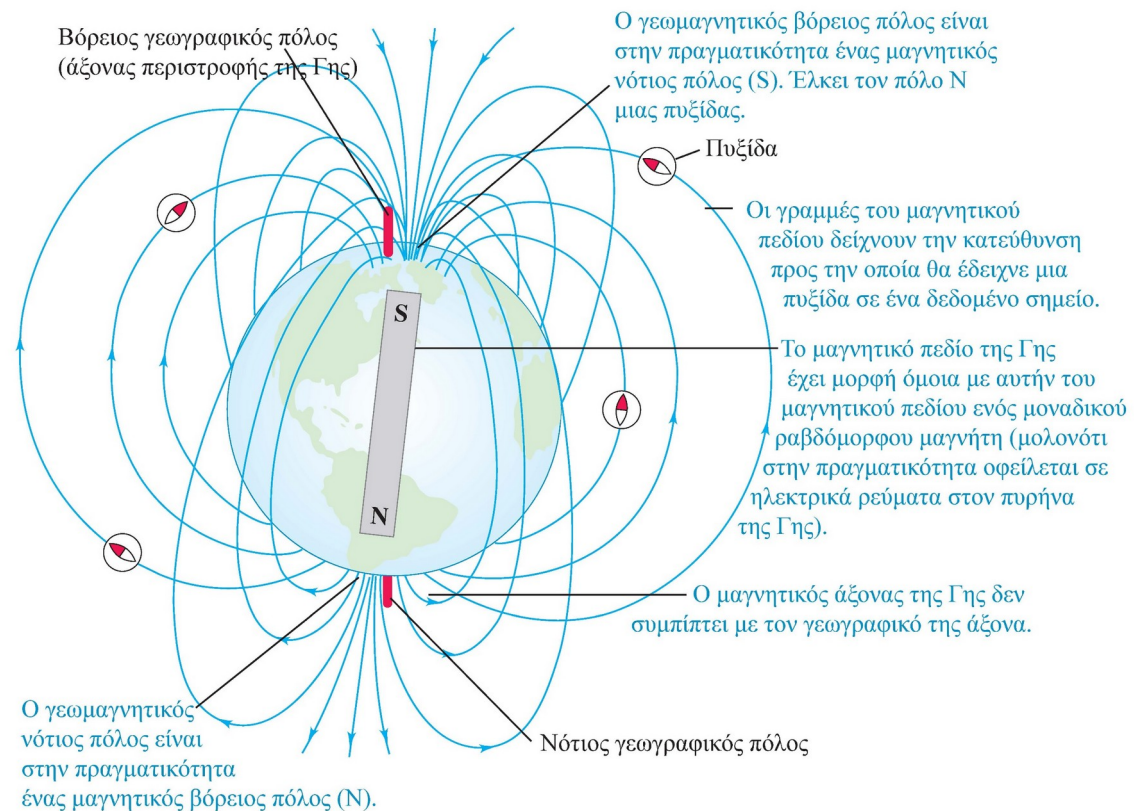 Βόρειος γεωγραφικός πόλος
(άξονας περιστροφής της Γης)
Ο γεωμαγνητικός βόρειος πόλος είναι
στην πραγματικότητα ένας μαγνητικός
νότιος πόλος (S). Έλκει τον πόλο N
μιας πυξίδας.
Πυξίδα
Οι γραμμές του μαγνητικού
πεδίου δείχνουν την κατεύθυνση
προς την οποία θα έδειχνε μια
πυξίδα σε ένα δεδομένο σημείο.
S
Το μαγνητικό πεδίο της Γης
έχει μορφή όμοια με αυτήν του
μαγνητικού πεδίου ενός μοναδικού
ραβδόμορφου μαγνήτη (μολονότι
στην πραγματικότητα οφείλεται σε
ηλεκτρικά ρεύματα στον πυρήνα
της Γης).
N
Ο μαγνητικός άξονας της Γης δεν
συμπίπτει με τον γεωγραφικό της άξονα.
Ο γεωμαγνητικός
νότιος πόλος είναι
στην πραγματικότητα
ένας μαγνητικός βόρειος πόλος (N).
Νότιος γεωγραφικός πόλος